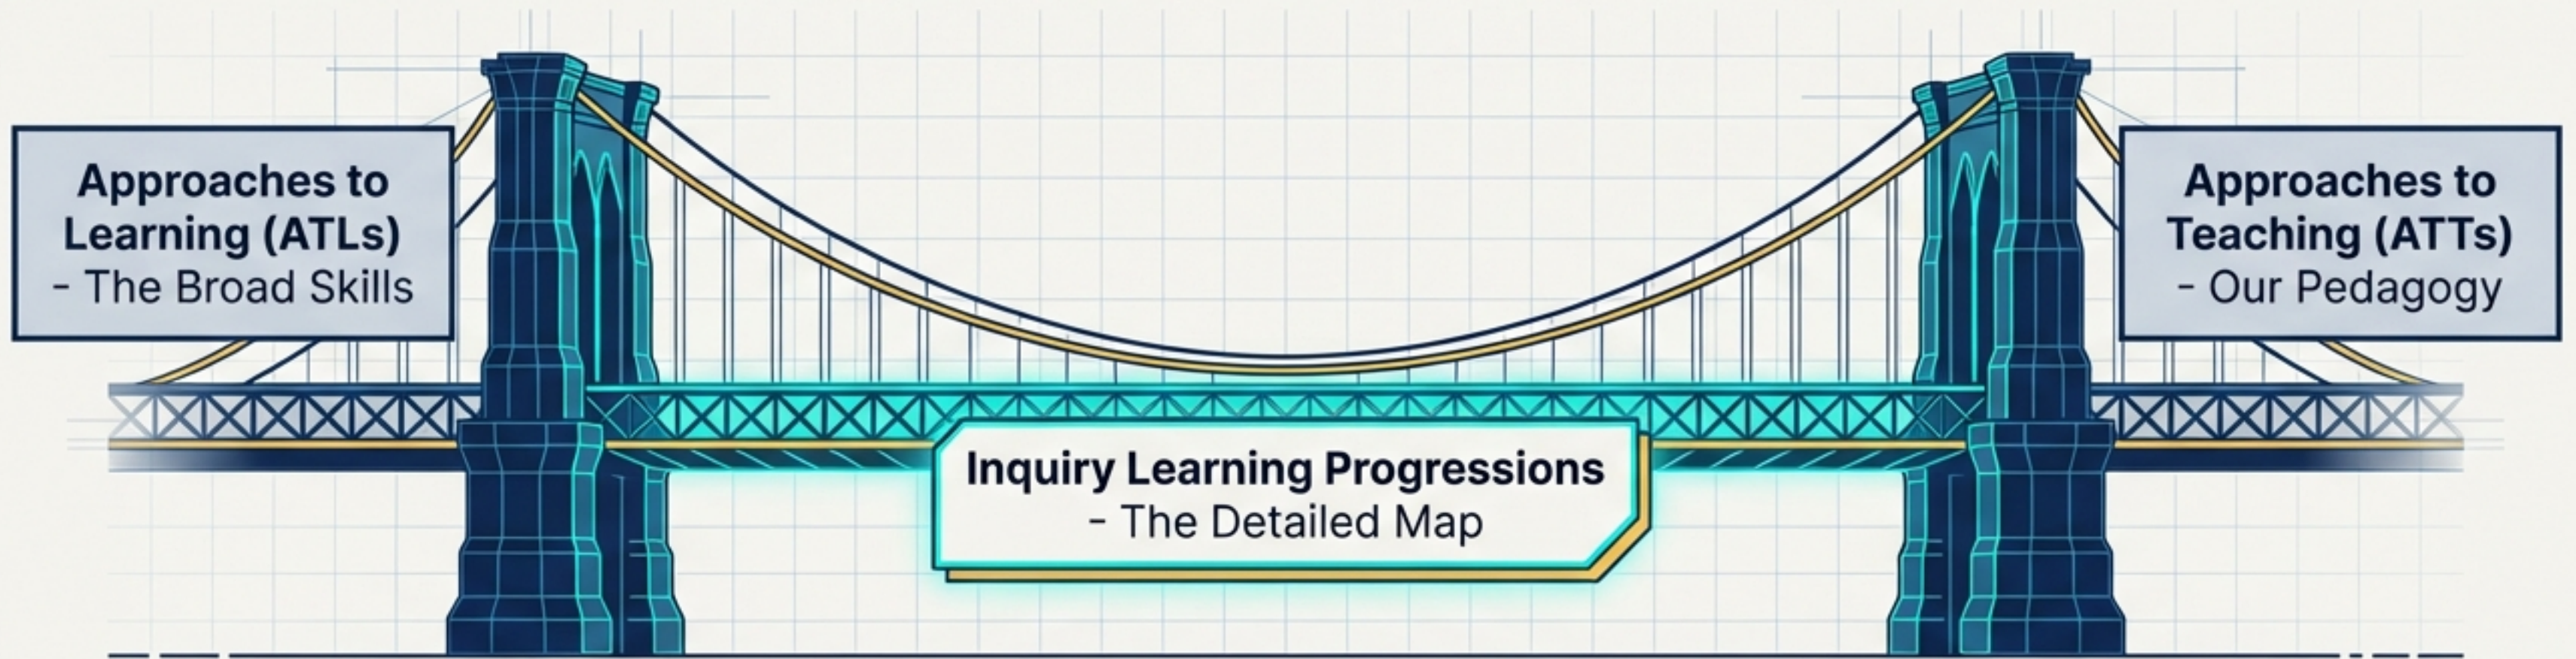 Approaches to
Learning (ATLs)
- The Broad Skills
Approaches to
Teaching (ATTs)
- Our Pedagogy
Inquiry Learning Progressions
- The Detailed Map